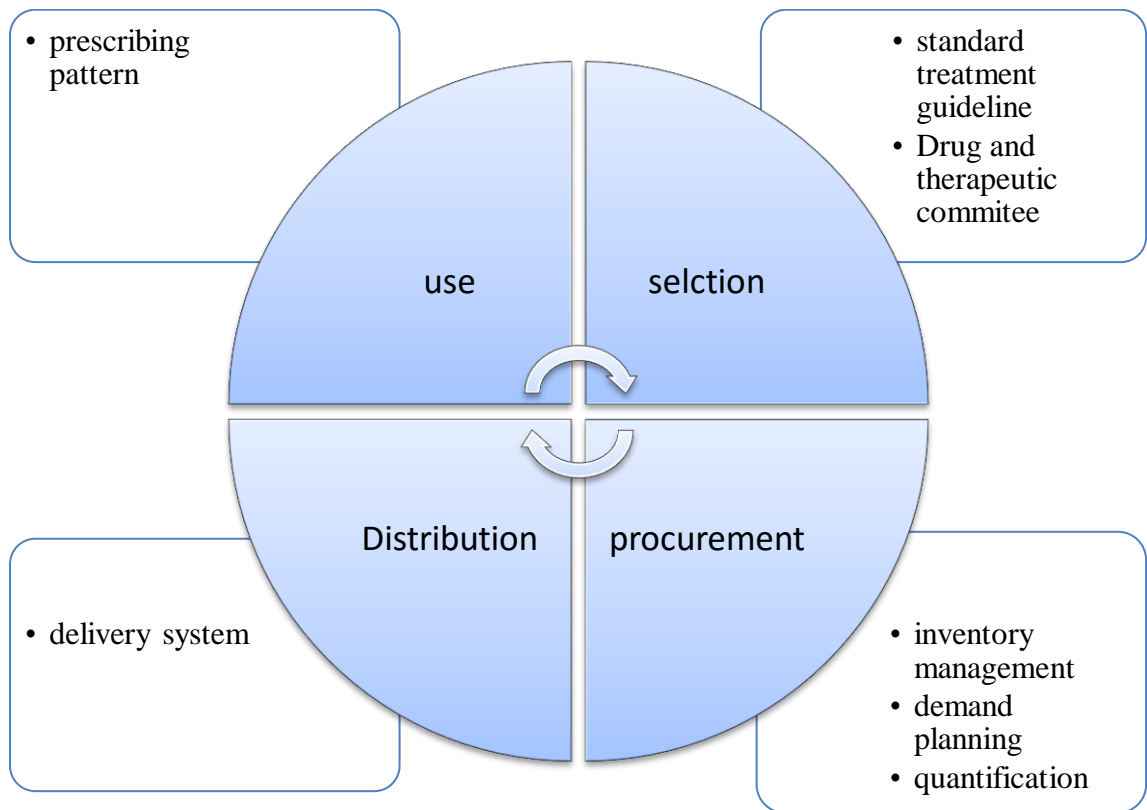 • prescribing
pattern
• standard
treatment
guideline
• Drug and
therapeutic
commitee
use
selction
Distribution
procurement
• delivery system
• inventory
management
• demand
planning
• quantification